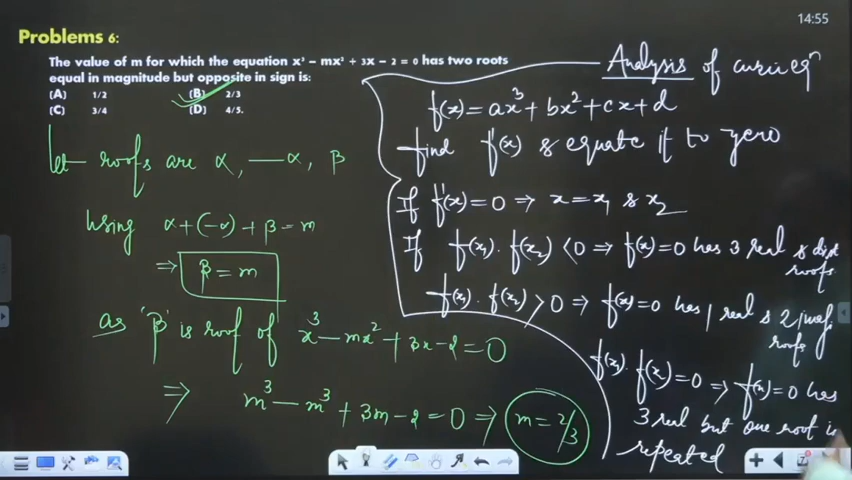 14:55
Problems 6:
The value of m for which the equation x³ – mx² + 3x – 2 = 0 has two roots
equal in magnitude but opposite in sign is:
(A) 1/2 (B) 2/3
(C) 3/4 (D) 4/5.
Let roots are α, —α, β
Using α+(-α)+β=m
⇒ β=m
as 'β' is root of x³-mx²+3x-2=0
⇒ m³-m³+3m-2=0 ⇒ m=2/3
Analysis of
f(x)=ax³+bx²+cx+d
find f'(x) & equate it to zero
If f'(x)=0 ⇒ x=x₁ & x₂
If f(x₁).f(x₂)<0 ⇒ f(x)=0 has 3 real & dist
roots
f(x₁).f(x₂)>0 ⇒ f(x)=0 has 1 real & 2 imag.
roots
f(x₁).f(x₂)=0 ⇒ f(x)=0 has
3 real but one root is
repeated